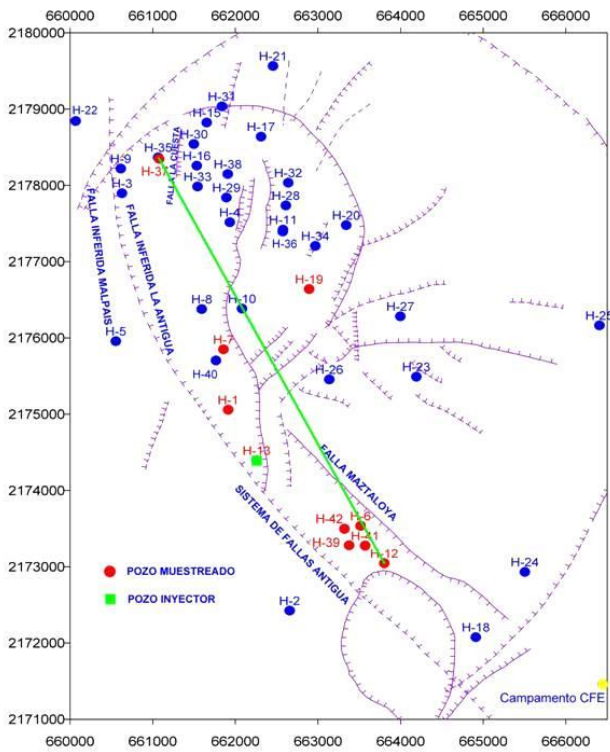 660000 661000 662000 663000 664000 665000 666000
2180000
H-21
2179000
H-22
H-31
H-15
H-17
H-30
H-35
H-16
H-9
H-37
H-38
2178000
H-3
H-33
H-32
H-29
H-28
H-4
H-20
H-11
H-36
H-34
FALLA LA CUESTA
FALLA INFERIDA MALPAIS
FALLA INFERIDA LA ANTIGUA
2177000
H-19
H-8
H-10
H-27
H-25
2176000
H-5
H-7
H-40
H-26
H-23
2175000
H-1
H-13
FALLA MAZTALOYA
2174000
SISTEMA DE FALLAS ANTIGUA
H-42
H-6
H-39
H-41
H-12
2173000
POZO MUESTREADO
H-24
POZO INYECTOR
H-2
H-18
2172000
Campamento CFE
2171000
660000 661000 662000 663000 664000 665000 666000